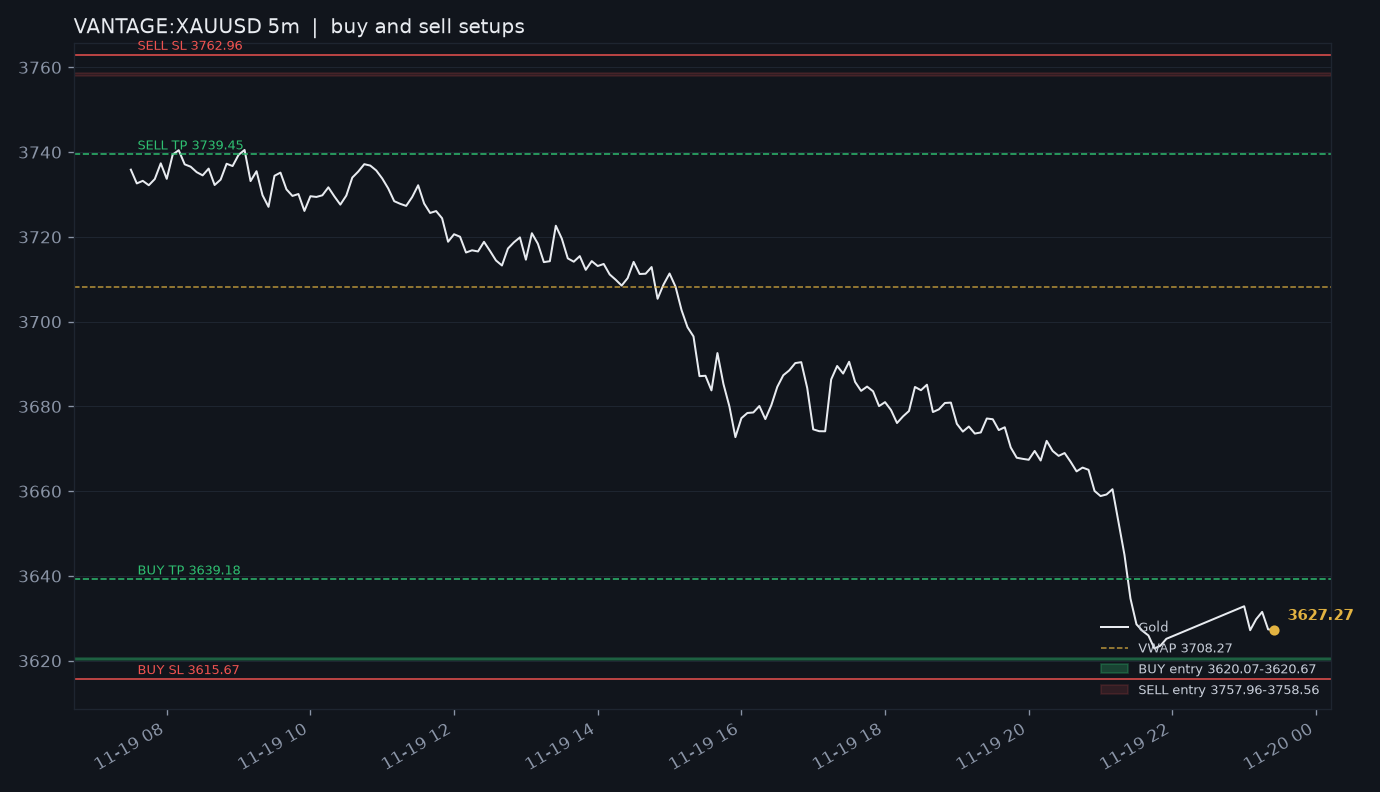 VANTAGE:XAUUSD 5m | buy and sell setups
SELL SL 3762.96
3760
SELL TP 3739.45
3740
3720
3700
3680
3660
BUY TP 3639.18
3640
3627.27
Gold
VWAP 3708.27
BUY entry 3620.07-3620.67
SELL entry 3757.96-3758.56
3620
BUY SL 3615.67
11-19 08
11-19 10
11-19 12
11-19 14
11-19 16
11-19 18
11-19 20
11-19 22
11-20 00